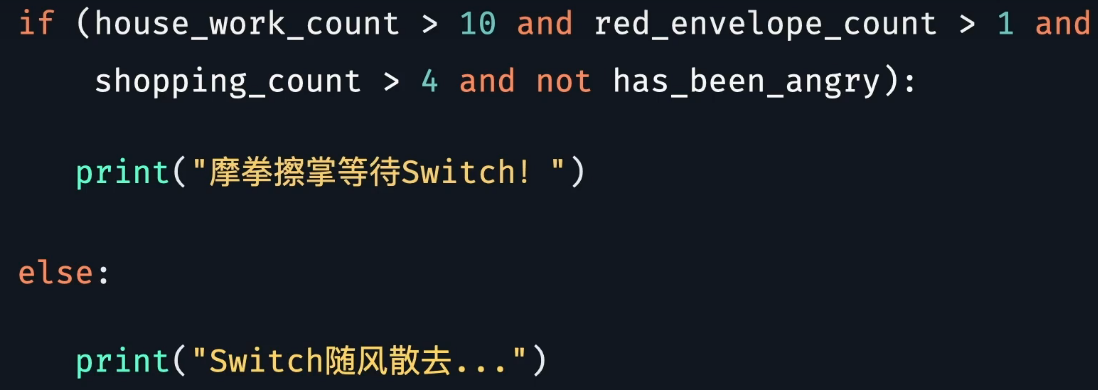 if (house_work_count > 10 and red_envelope_count > 1 and
shopping_count > 4 and not has_been_angry):
print("摩拳擦掌等待Switch! ")
else:
print("Switch随风散去...")